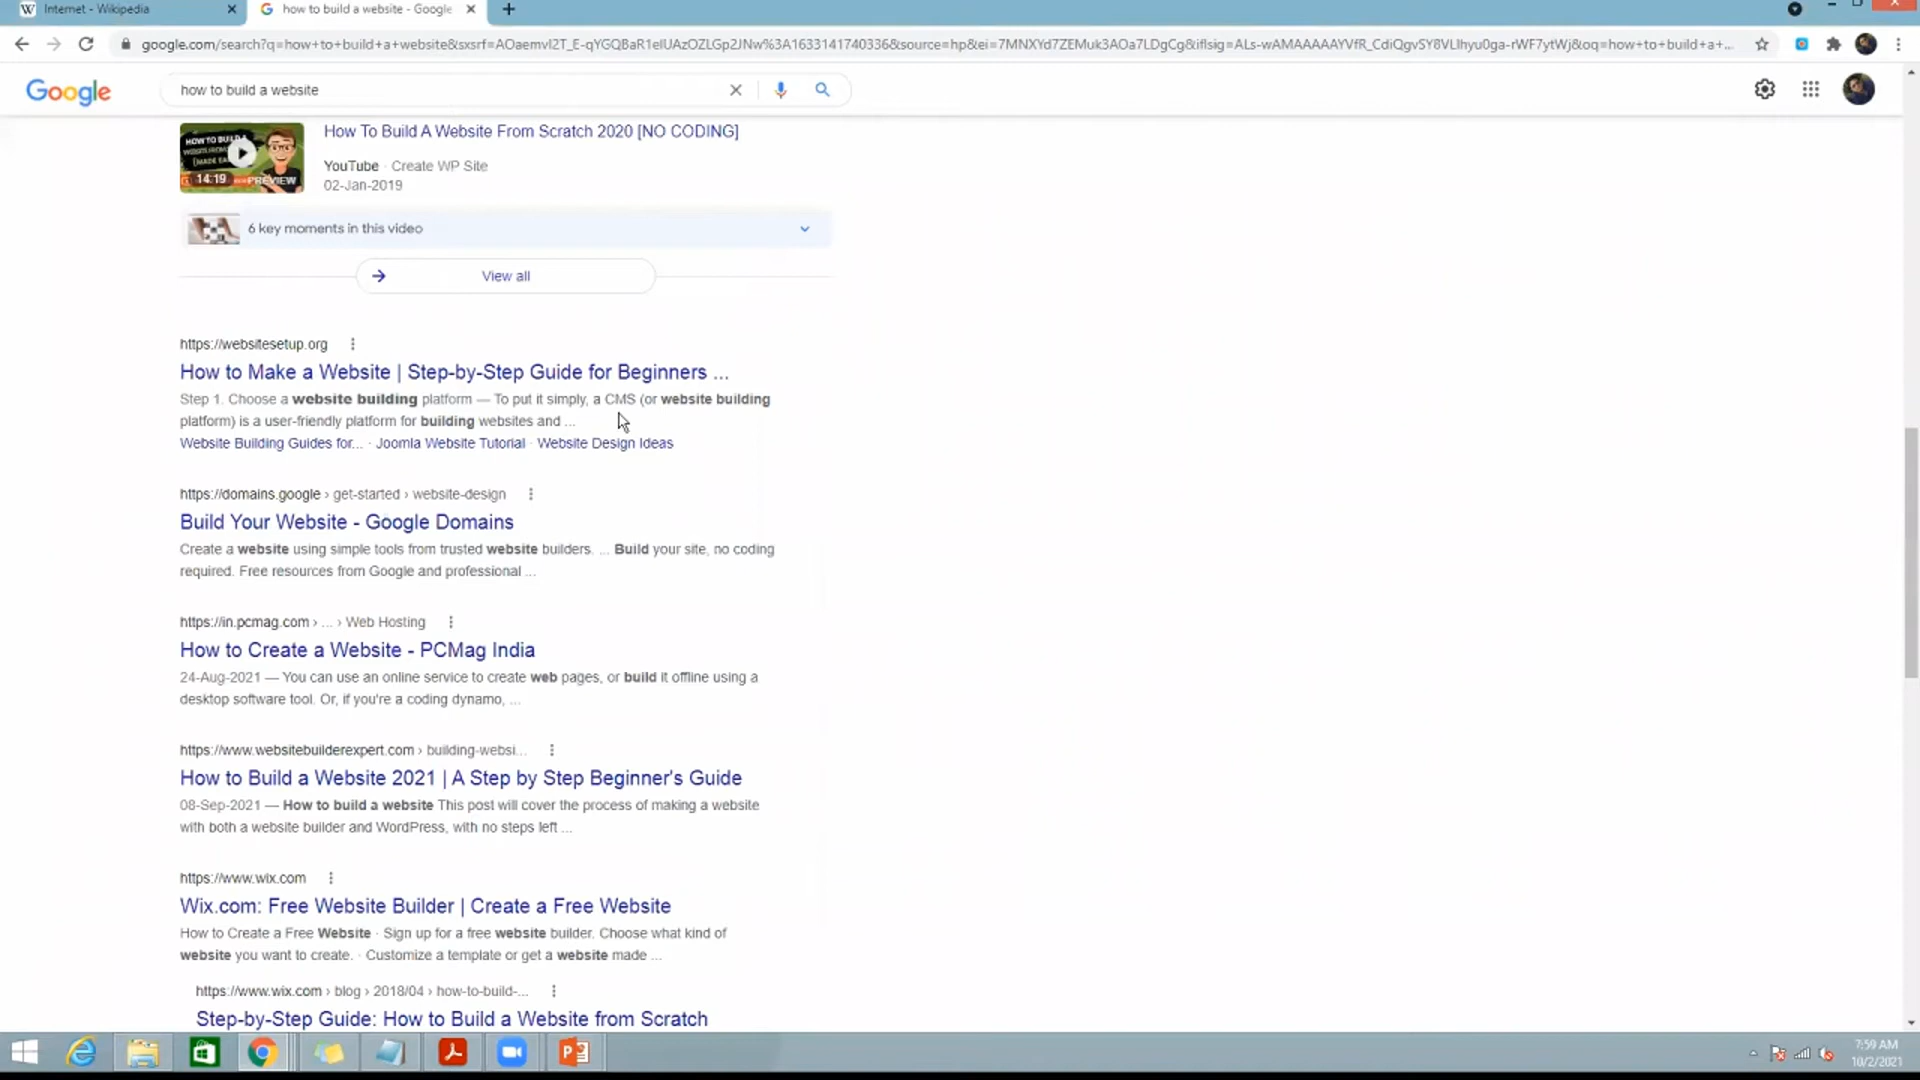 Internet - Wikipedia
how to build a website - Google
google.com/search?q=how+to+build+a+website&sxsrf=
Google
how to build a website
How To Build A Website From Scratch 2020 [NO CODING]
YouTube · Create WP Site
02-Jan-2019
14:19
PREVIEW
6 key moments in this video
View all
https://websitesetup.org
How to Make a Website | Step-by-Step Guide for Beginners ...
Step 1. Choose a website building platform — To put it simply, a CMS (or website building
platform) is a user-friendly platform for building websites and ...
Website Building Guides for... · Joomla Website Tutorial · Website Design Ideas
https://domains.google › get-started › website-design
Build Your Website - Google Domains
Create a website using simple tools from trusted website builders. ... Build your site, no coding
required. Free resources from Google and professional ...
https://in.pcmag.com › ... › Web Hosting
How to Create a Website - PCMag India
24-Aug-2021 — You can use an online service to create web pages, or build it offline using a
desktop software tool. Or, if you're a coding dynamo, ...
https://www.websitebuilderexpert.com › building-websi...
How to Build a Website 2021 | A Step by Step Beginner's Guide
08-Sep-2021 — How to build a website This post will cover the process of making a website
with both a website builder and WordPress, with no steps left ...
https://www.wix.com
Wix.com: Free Website Builder | Create a Free Website
How to Create a Free Website · Sign up for a free website builder. Choose what kind of
website you want to create. · Customize a template or get a website made ...
https://www.wix.com › blog › 2018/04 › how-to-build-...
Step-by-Step Guide: How to Build a Website from Scratch
7:59 AM
10/2/2021